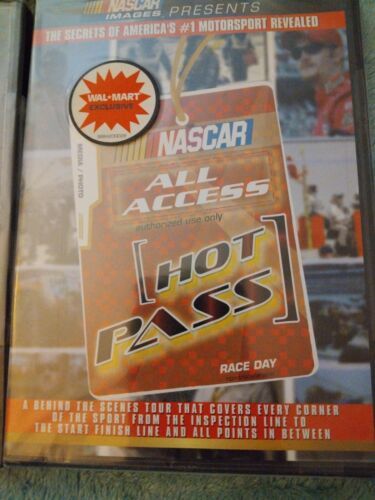 NASCAR
IMAGES PRESENTS
THE SECRETS OF AMERICA'S #1 MOTORSPORT REVEALED
WAL★MART
EXCLUSIVE
MEDIA / PHOTO
NASCAR
ALL
ACCESS
authorized use only
[HOT
PASS]
RACE DAY
A BEHIND THE SCENES TOUR THAT COVERS EVERY CORNER
OF THE SPORT FROM THE INSPECTION LINE TO
THE START FINISH LINE AND ALL POINTS IN BETWEEN